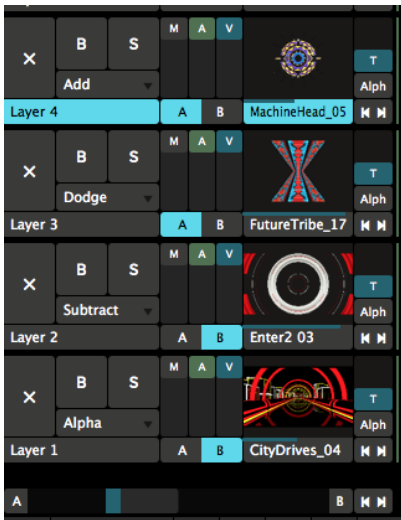 M A V
× B S T
Add Alph
Layer 4 A B MachineHead_05
M A V
× B S T
Dodge Alph
Layer 3 A B FutureTribe_17
M A V
× B S T
Subtract Alph
Layer 2 A B Enter2 03
M A V
× B S T
Alpha Alph
Layer 1 A B CityDrives_04
A B